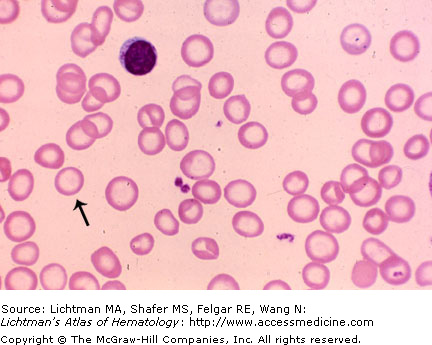 Source: Lichtman MA, Shafer MS, Felgar RE, Wang N:
Lichtman's Atlas of Hematology: http://www.accessmedicine.com
Copyright © The McGraw-Hill Companies, Inc. All rights reserved.